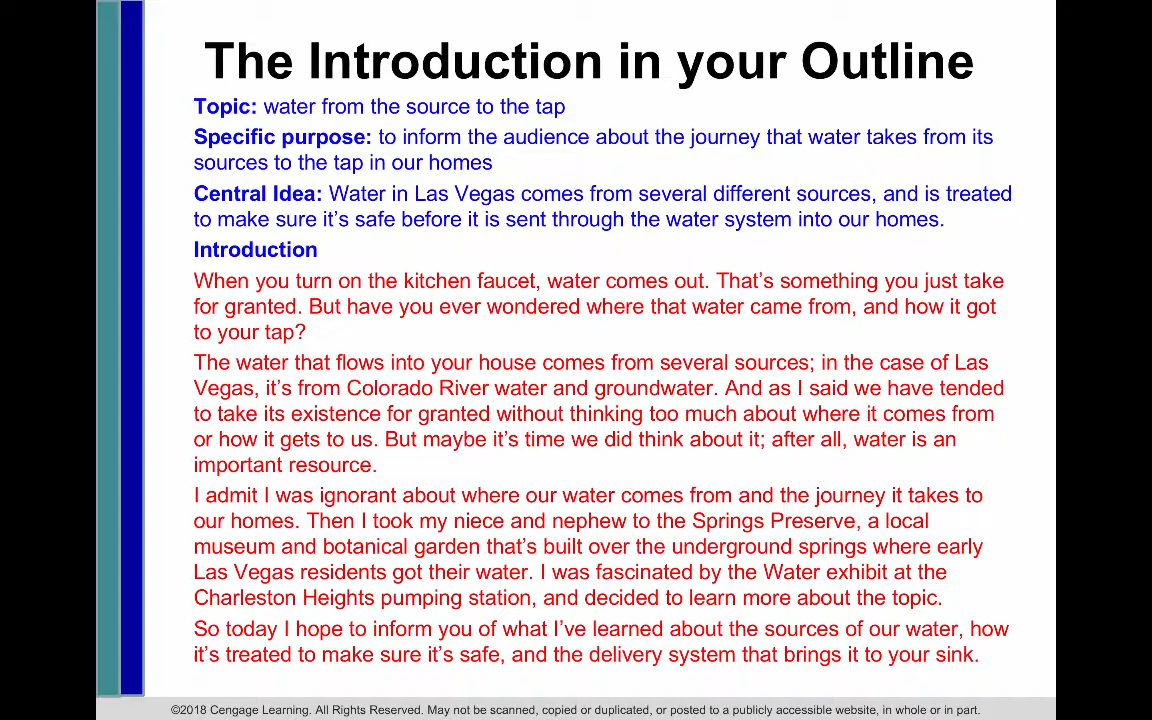 The Introduction in your Outline
Topic: water from the source to the tap
Specific purpose: to inform the audience about the journey that water takes from its
sources to the tap in our homes
Central Idea: Water in Las Vegas comes from several different sources, and is treated
to make sure it’s safe before it is sent through the water system into our homes.
Introduction
When you turn on the kitchen faucet, water comes out. That’s something you just take
for granted. But have you ever wondered where that water came from, and how it got
to your tap?
The water that flows into your house comes from several sources; in the case of Las
Vegas, it’s from Colorado River water and groundwater. And as I said we have tended
to take its existence for granted without thinking too much about where it comes from
or how it gets to us. But maybe it’s time we did think about it; after all, water is an
important resource.
I admit I was ignorant about where our water comes from and the journey it takes to
our homes. Then I took my niece and nephew to the Springs Preserve, a local
museum and botanical garden that’s built over the underground springs where early
Las Vegas residents got their water. I was fascinated by the Water exhibit at the
Charleston Heights pumping station, and decided to learn more about the topic.
So today I hope to inform you of what I’ve learned about the sources of our water, how
it’s treated to make sure it’s safe, and the delivery system that brings it to your sink.
©2018 Cengage Learning. All Rights Reserved. May not be scanned, copied or duplicated, or posted to a publicly accessible website, in whole or in part.